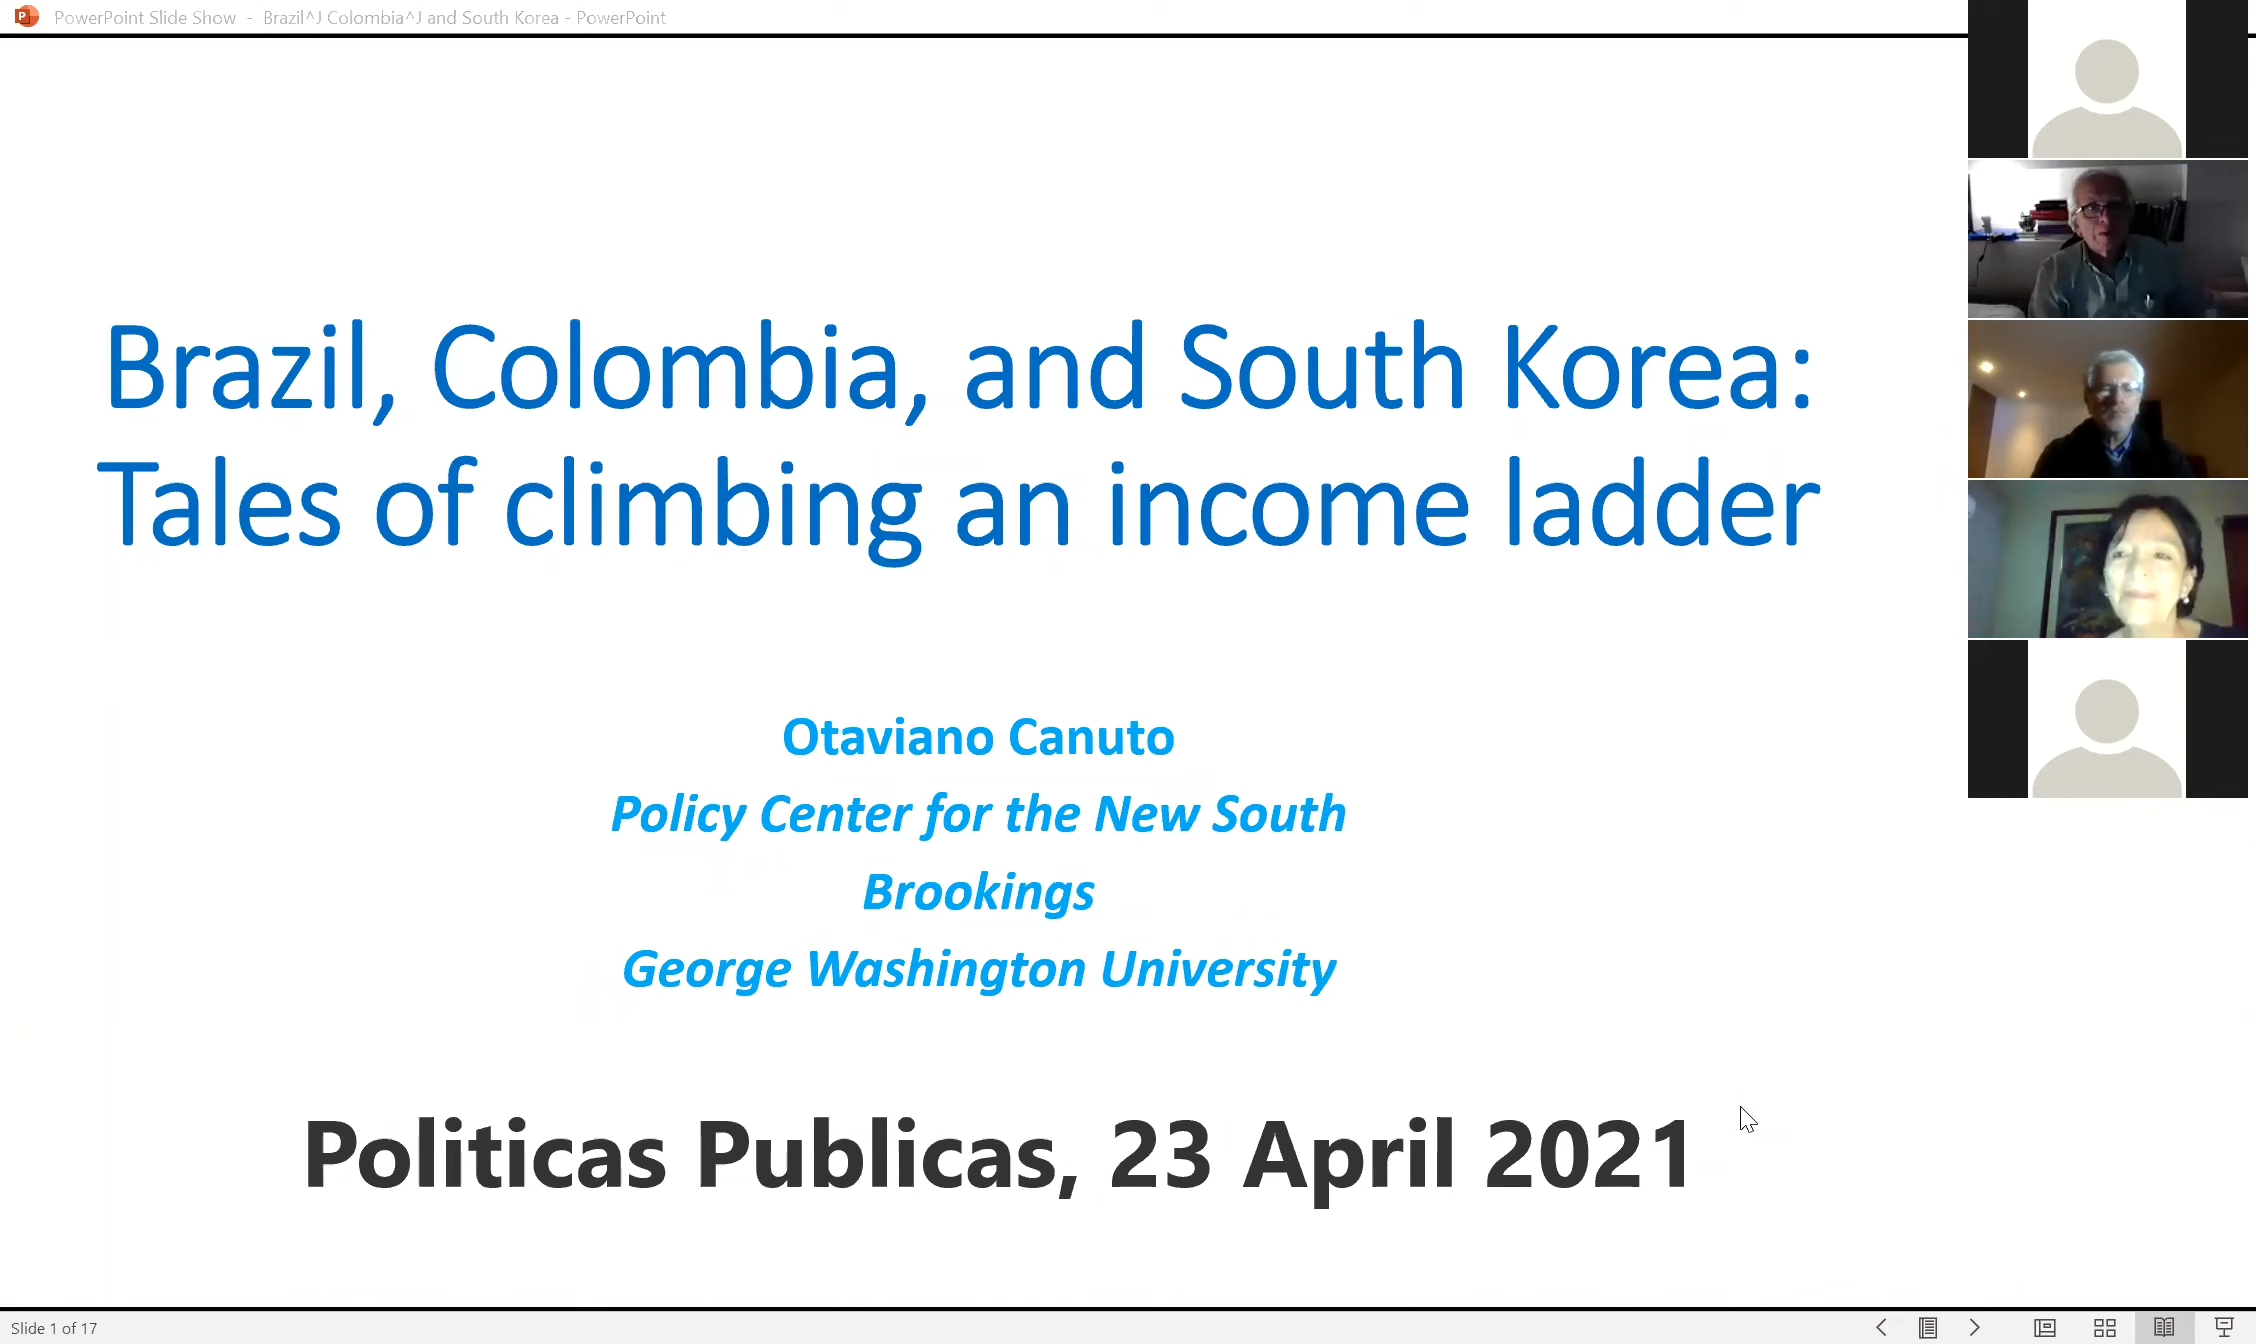 PowerPoint Slide Show - Brazil^J Colombia^J and South Korea - PowerPoint
Brazil, Colombia, and South Korea:
Tales of climbing an income ladder
Otaviano Canuto
Policy Center for the New South
Brookings
George Washington University
Politicas Publicas, 23 April 2021
Slide 1 of 17